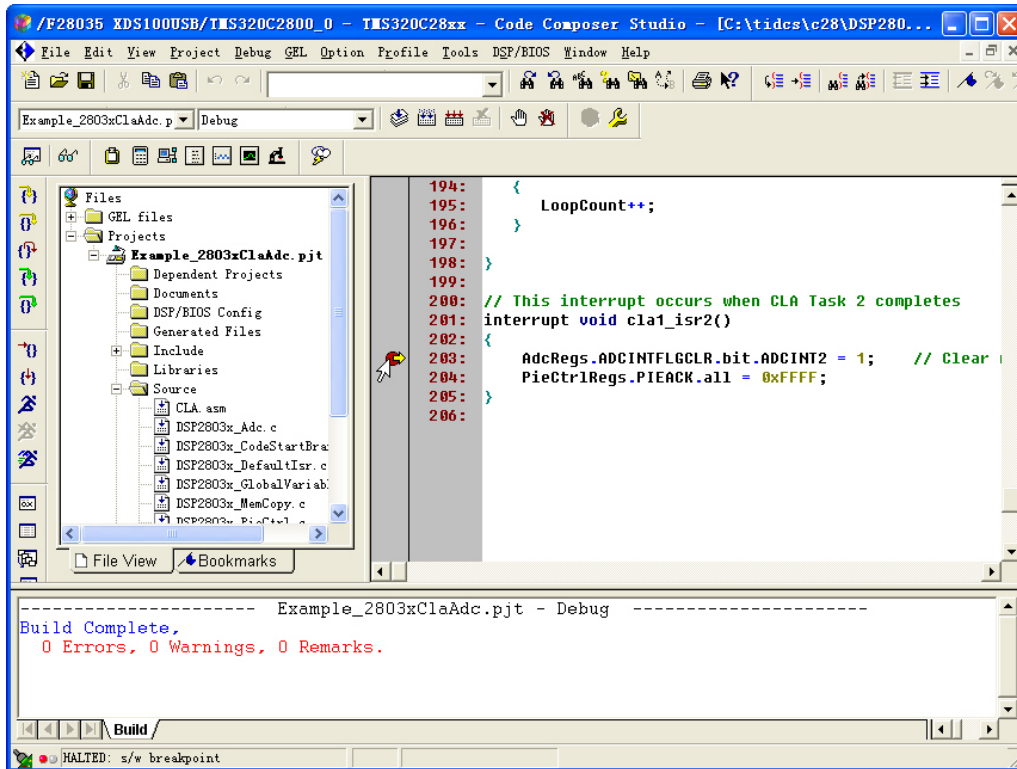 /F28035 XDS100USB/TMS320C2800_0 - TMS320C28xx - Code Composer Studio - [C:\tidcs\c28\DSP280...
File Edit View Project Debug GEL Option Profile Tools DSP/BIOS Window Help
Example_2803xClaAdc.p Debug
Files
GEL files
Projects
Example_2803xClaAdc.pjt
Dependent Projects
Documents
DSP/BIOS Config
Generated Files
Include
Libraries
Source
CLA.asm
DSP2803x_Adc.c
DSP2803x_CodeStartBra
DSP2803x_DefaultIsr.c
DSP2803x_GlobalVariab
DSP2803x_MemCopy.c
DSP2803x_PieCtrl.c
File View Bookmarks
194: {
195: LoopCount++;
196: }
197:
198: }
199:
200: // This interrupt occurs when CLA Task 2 completes
201: interrupt void cla1_isr2()
202: {
203: AdcRegs.ADCINTFLGCLR.bit.ADCINT2 = 1; // Clear
204: PieCtrlRegs.PIEACK.all = 0xFFFF;
205: }
206:
---------------------- Example_2803xClaAdc.pjt - Debug ----------------------
Build Complete,
0 Errors, 0 Warnings, 0 Remarks.
Build
HALTED: s/w breakpoint